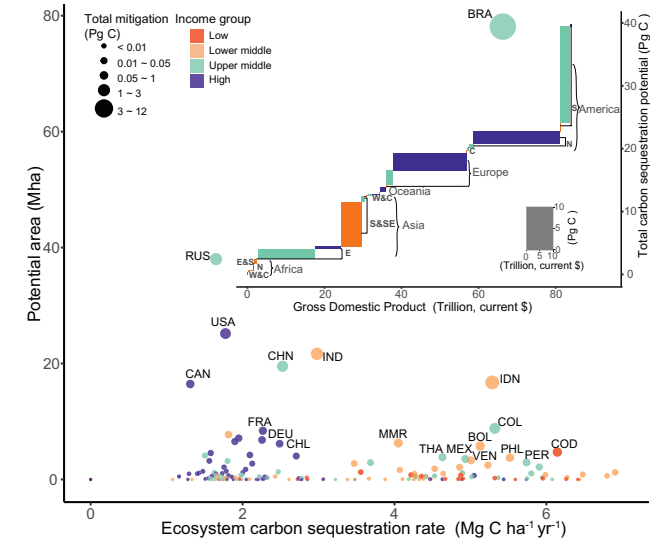 Total mitigation
(Pg C)
< 0.01
0.01 ~ 0.05
0.05 ~ 1
1 ~ 3
3 ~ 12
Income group
Low
Lower middle
Upper middle
High
Potential area (Mha)
80
60
40
20
0
0
2
4
6
Ecosystem carbon sequestration rate (Mg C ha⁻¹ yr⁻¹)
BRA
RUS
USA
CHN
IND
CAN
IDN
FRA
DEU
CHL
MMR
COL
BOL
THA
MEX
VEN
PHL
PER
COD
Total carbon sequestration potential (Pg C )
40
30
20
10
0
S
America
N
C
Europe
Oceania
W&C
S&SE
Asia
E
E&S
N
W&C
Africa
10
5
0
(Pg C )
0 5 10
(Trillion, current $)
0
20
40
60
80
Gross Domestic Product (Trillion, current $)